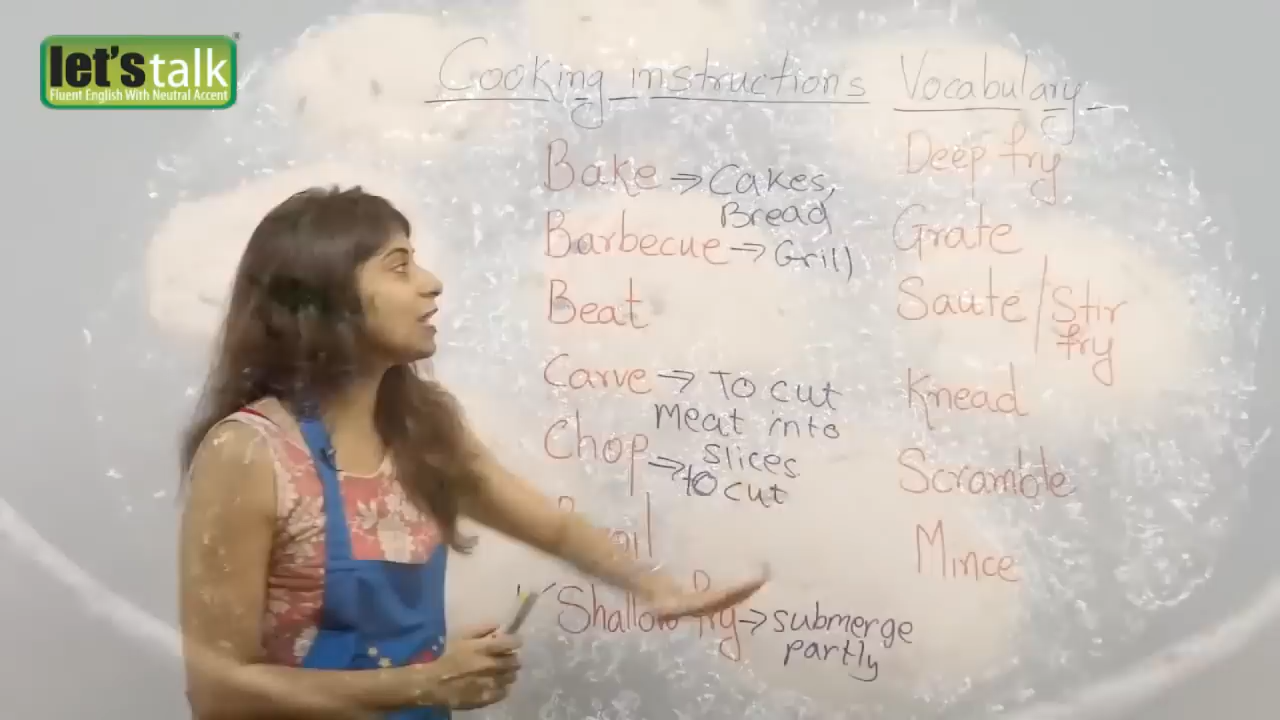 let's talk
Fluent English With Neutral Accent
Cooking instructions Vocabulary
Bake → Cakes,
Bread
Barbecue → Grill
Beat
Carve → To cut
meat into
slices
Chop → to cut
Shallow fry → submerge
partly
Deep fry
Grate
Saute / Stir
fry
Knead
Scramble
Mince